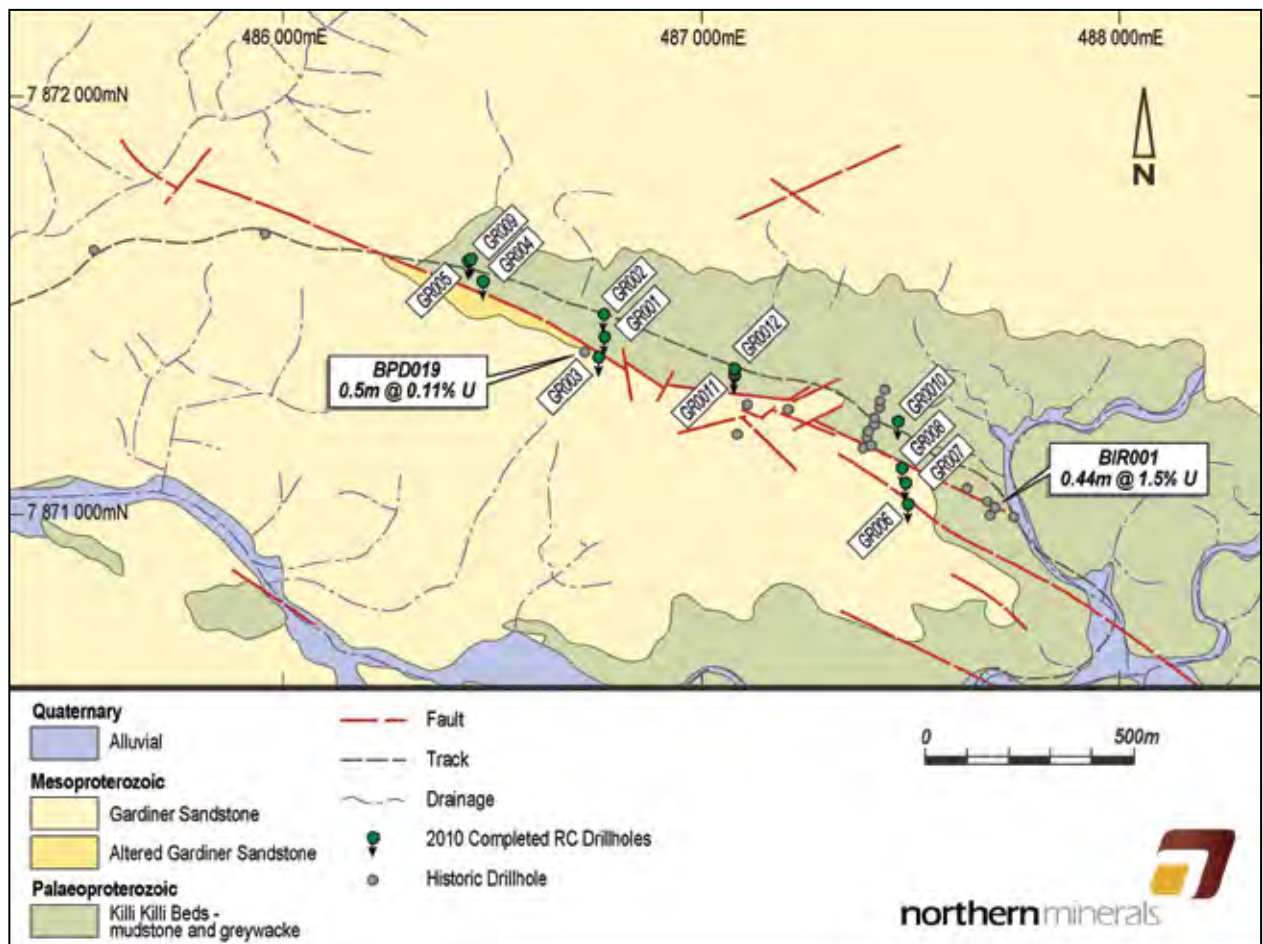 486 000mE
487 000mE
488 000mE
7 872 000mN
N
GR009
GR004
GR005
GR002
GR001
GR003
BPD019
0.5m @ 0.11% U
GR0012
GR0011
GR0010
GR008
GR007
GR006
BIR001
0.44m @ 1.5% U
7 871 000mN
Quaternary
Alluvial
Mesoproterozoic
Gardiner Sandstone
Altered Gardiner Sandstone
Palaeoproterozoic
Killi Killi Beds -
mudstone and greywacke
Fault
Track
Drainage
2010 Completed RC Drillholes
Historic Drillhole
0 500m
northern minerals